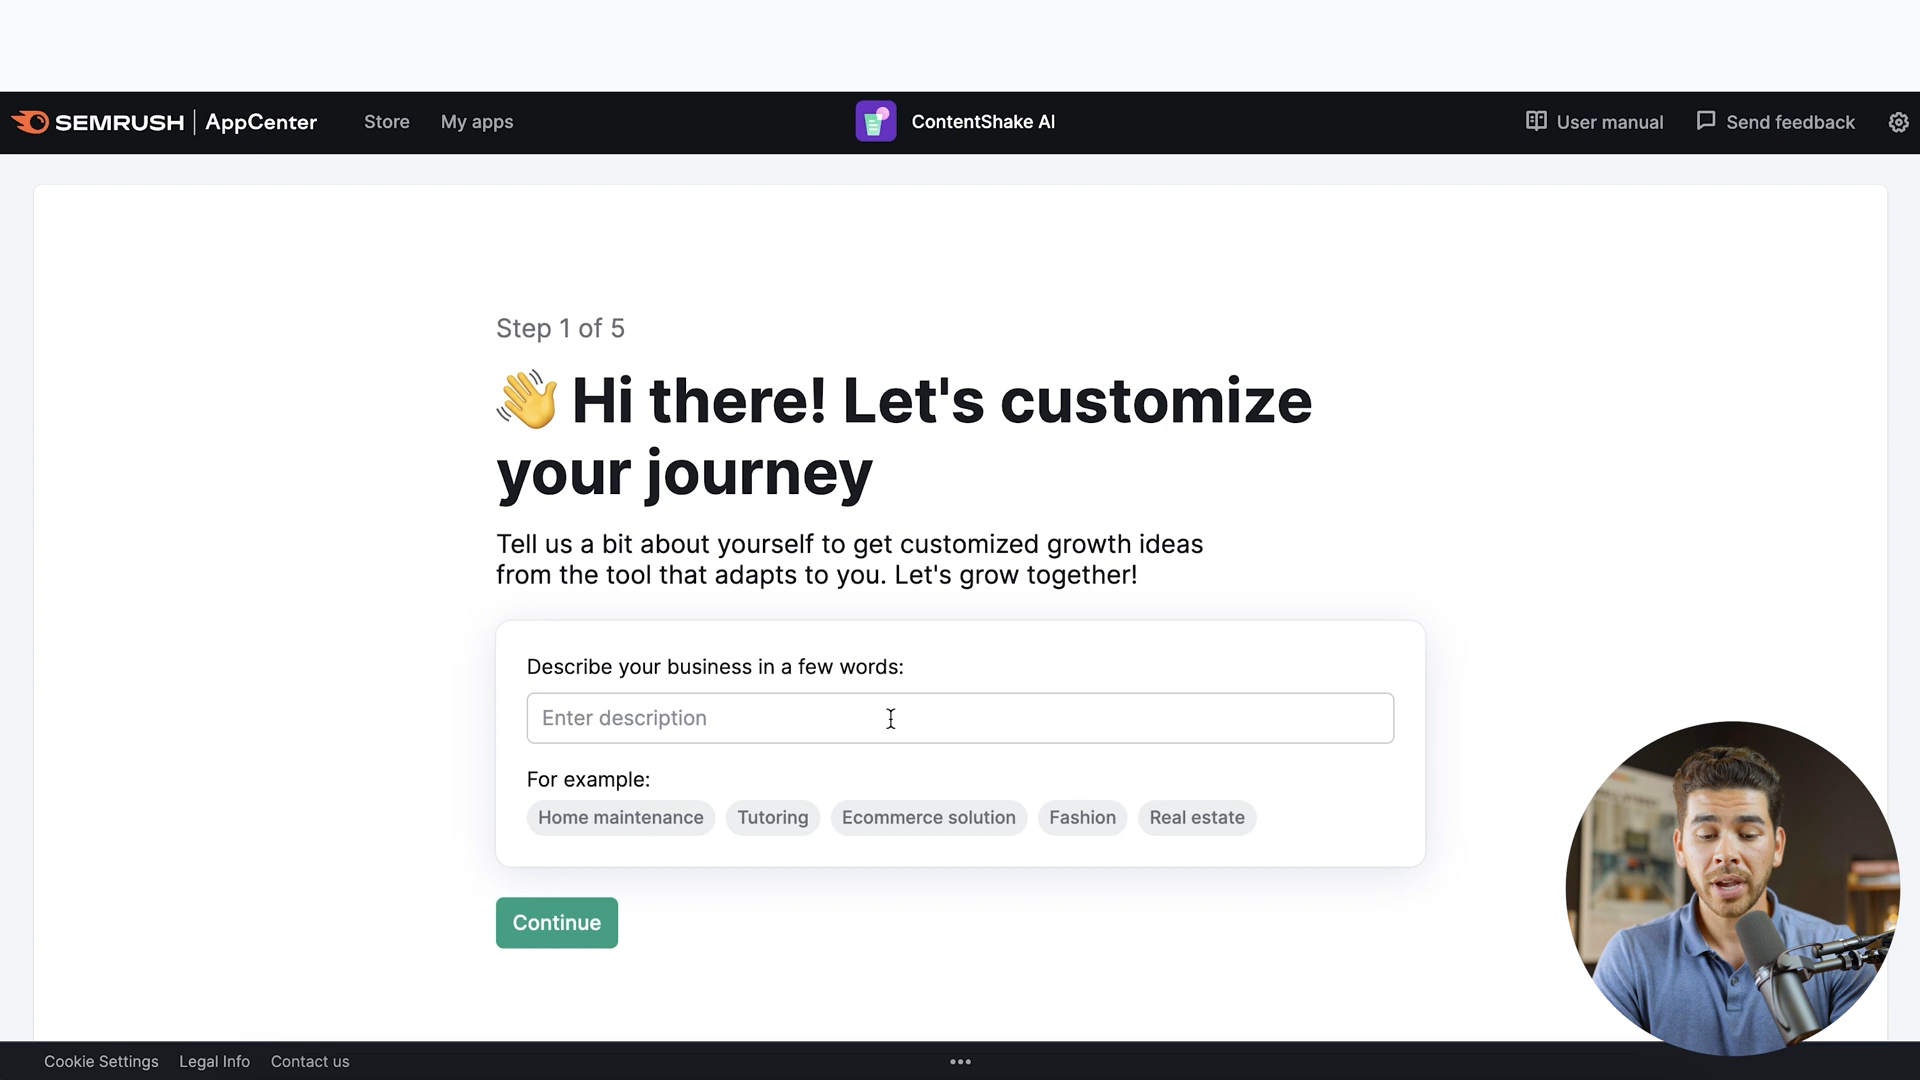 SEMRUSH | AppCenter
Store
My apps
ContentShake AI
User manual
Send feedback
Step 1 of 5
👋 Hi there! Let's customize
your journey
Tell us a bit about yourself to get customized growth ideas
from the tool that adapts to you. Let's grow together!
Describe your business in a few words:
Enter description
For example:
Home maintenance
Tutoring
Ecommerce solution
Fashion
Real estate
Continue
Cookie Settings
Legal Info
Contact us